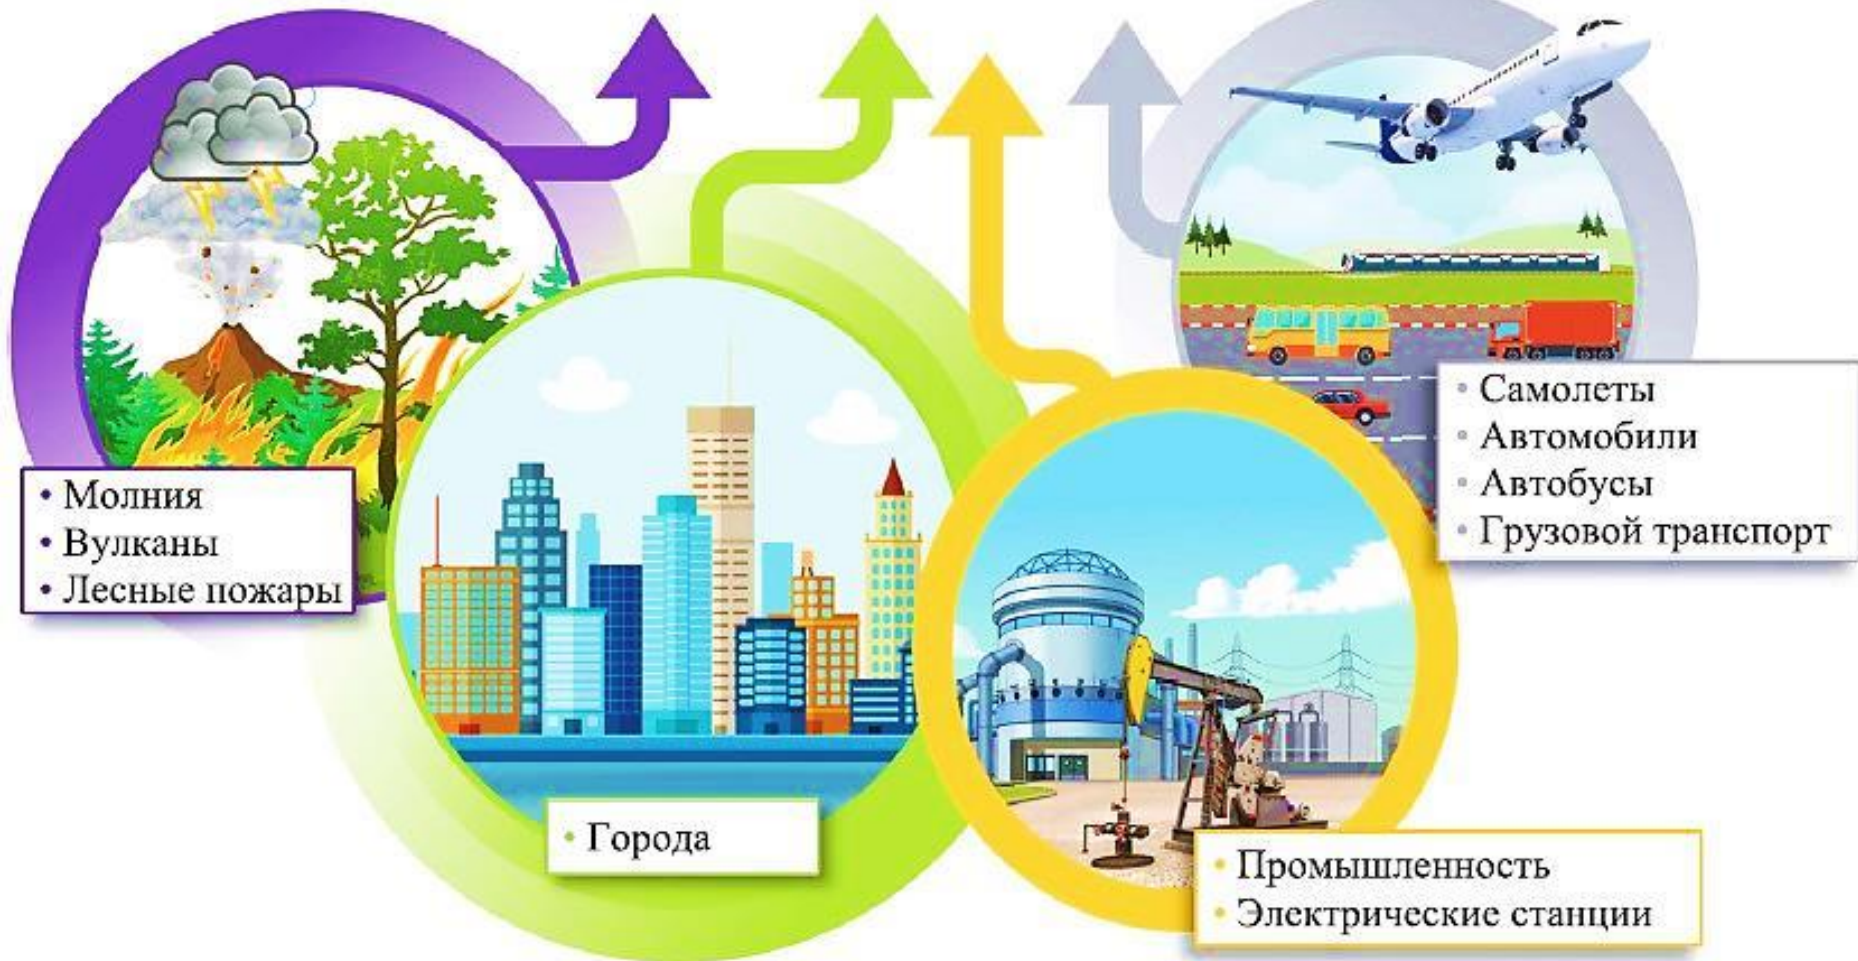 • Молния
• Вулканы
• Лесные пожары
• Города
• Самолеты
• Автомобили
• Автобусы
• Грузовой транспорт
• Промышленность
• Электрические станции